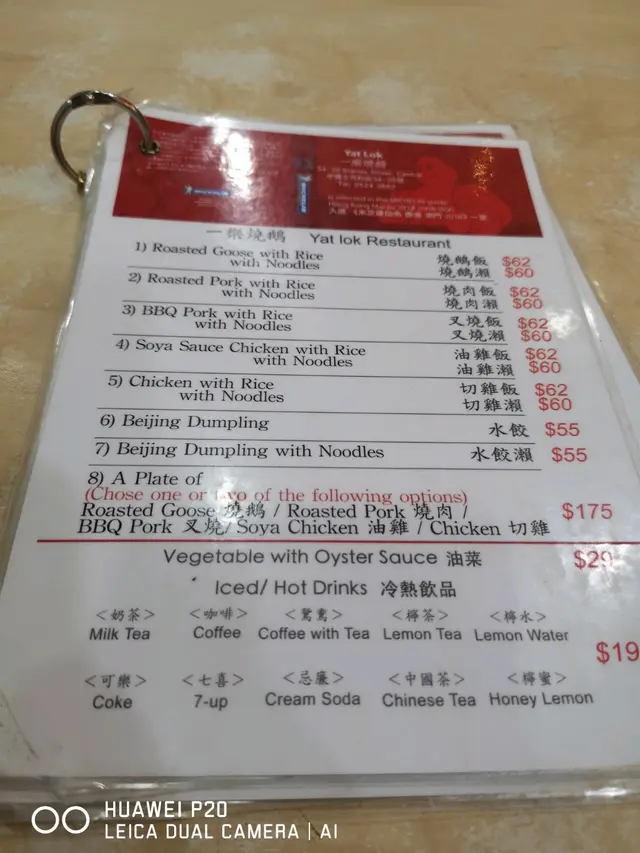 Yat Lok
一樂燒鵝
Central
一樂燒鵝 Yat lok Restaurant
1) Roasted Goose with Rice 燒鵝飯 $62
with Noodles 燒鵝瀨 $60
2) Roasted Pork with Rice 燒肉飯 $62
with Noodles 燒肉瀨 $60
3) BBQ Pork with Rice 叉燒飯 $62
with Noodles 叉燒瀨 $60
4) Soya Sauce Chicken with Rice 油雞飯 $62
with Noodles 油雞瀨 $60
5) Chicken with Rice 切雞飯 $62
with Noodles 切雞瀨 $60
6) Beijing Dumpling 水餃 $55
7) Beijing Dumpling with Noodles 水餃瀨 $55
8) A Plate of
(Chose one or two of the following options)
Roasted Goose 燒鵝 / Roasted Pork 燒肉 / $175
BBQ Pork 叉燒/ Soya Chicken 油雞 / Chicken 切雞
Vegetable with Oyster Sauce 油菜 $29
Iced/ Hot Drinks 冷熱飲品
<奶茶> <咖啡> <鴛鴦> <檸茶> <檸水>
Milk Tea Coffee Coffee with Tea Lemon Tea Lemon Water
$19
<可樂> <七喜> <忌廉> <中國茶> <檸蜜>
Coke 7-up Cream Soda Chinese Tea Honey Lemon
HUAWEI P20
LEICA DUAL CAMERA | AI